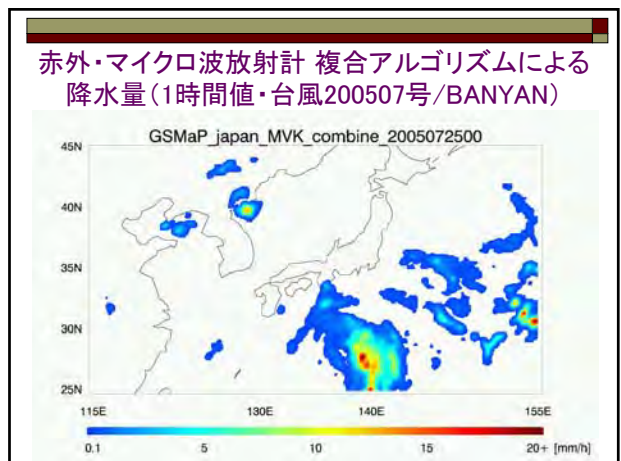 赤外・マイクロ波放射計 複合アルゴリズムによる
降水量(1時間値・台風200507号/BANYAN)
GSMaP_japan_MVK_combine_2005072500
45N
40N
35N
30N
25N
115E 130E 140E 155E
0.1 5 10 15 20+ [mm/h]